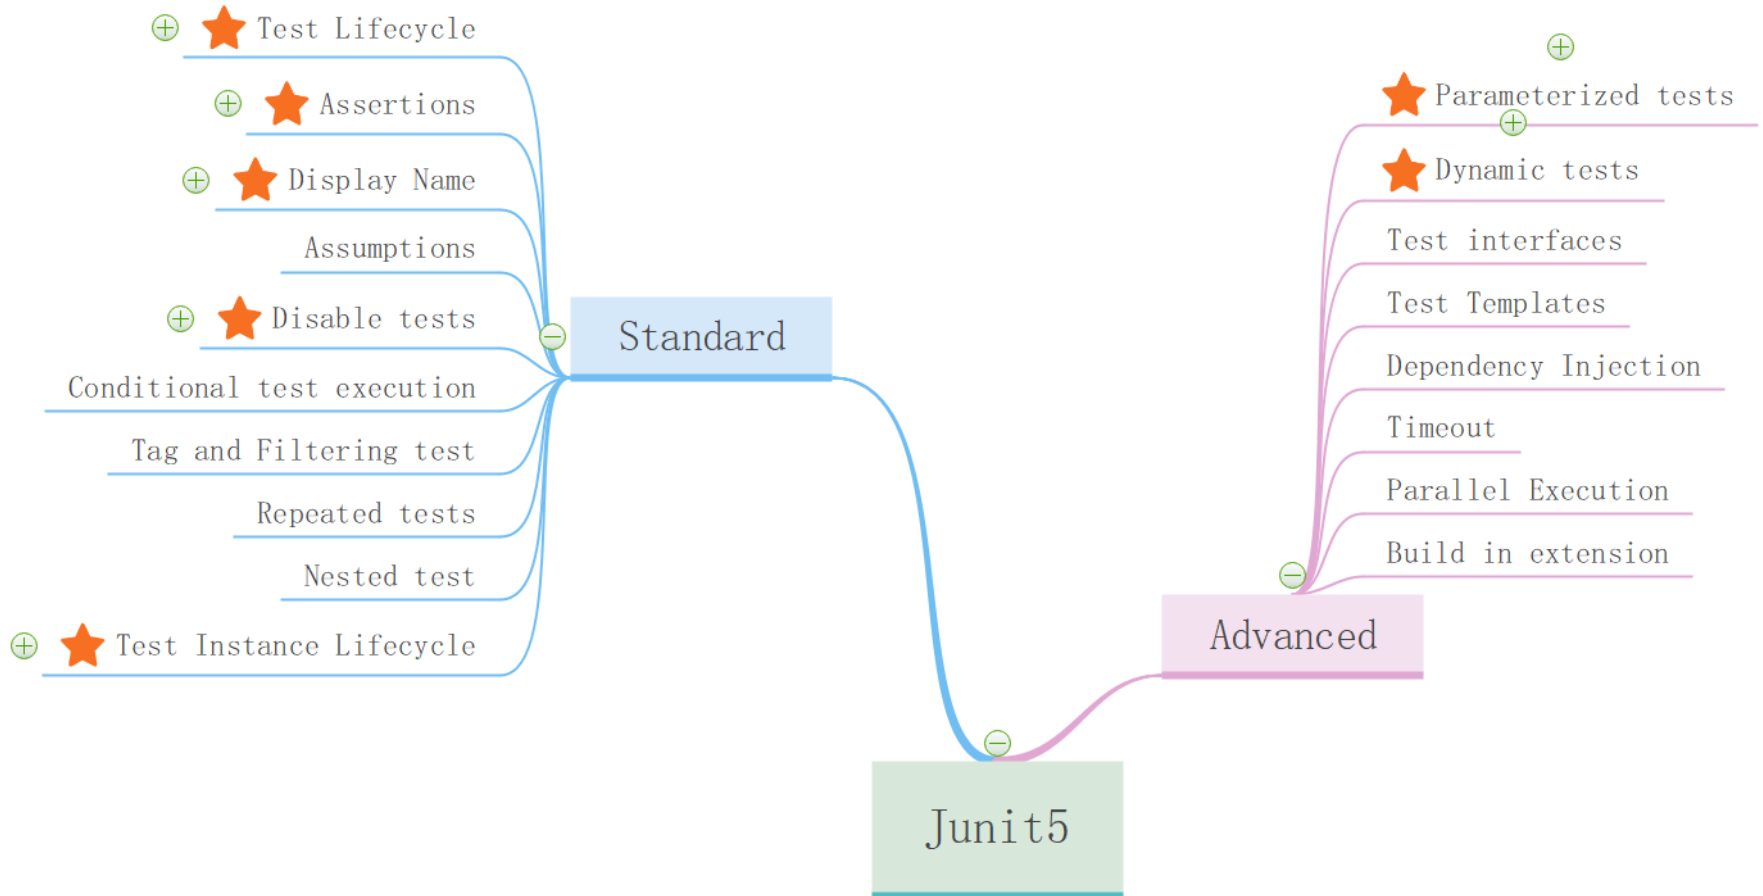 Test Lifecycle
Assertions
Display Name
Assumptions
Disable tests
Conditional test execution
Tag and Filtering test
Repeated tests
Nested test
Test Instance Lifecycle
Standard
Parameterized tests
Dynamic tests
Test interfaces
Test Templates
Dependency Injection
Timeout
Parallel Execution
Build in extension
Advanced
Junit5